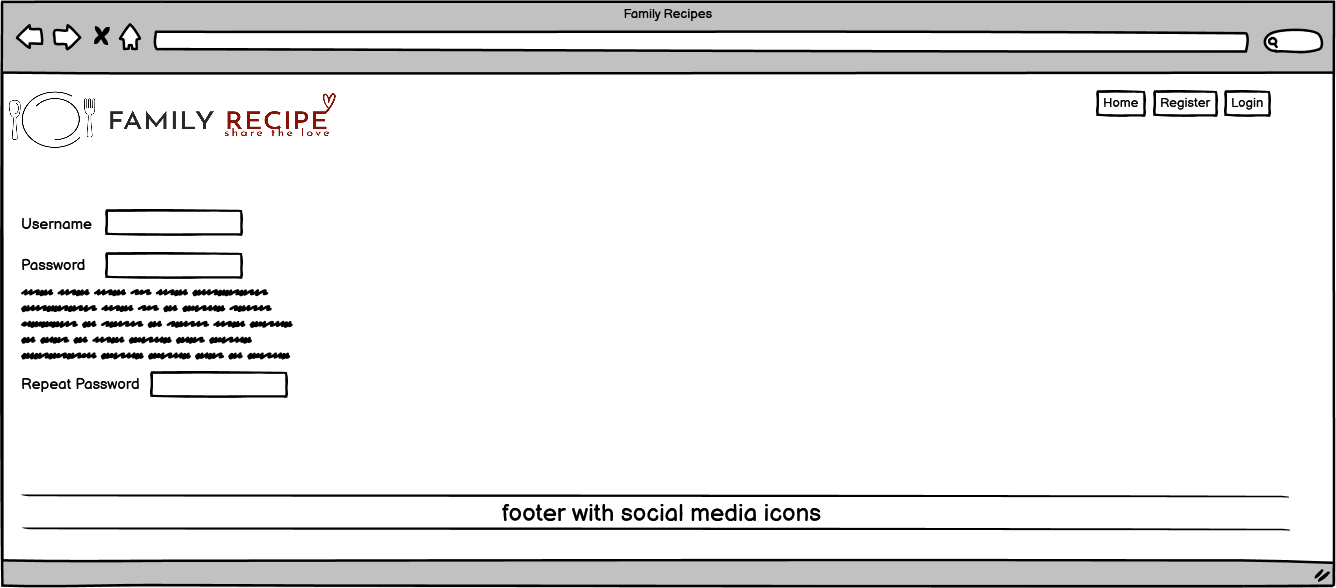 Family Recipes
FAMILY RECIPE
share the love
Home Register Login
Username
Password
Repeat Password
footer with social media icons